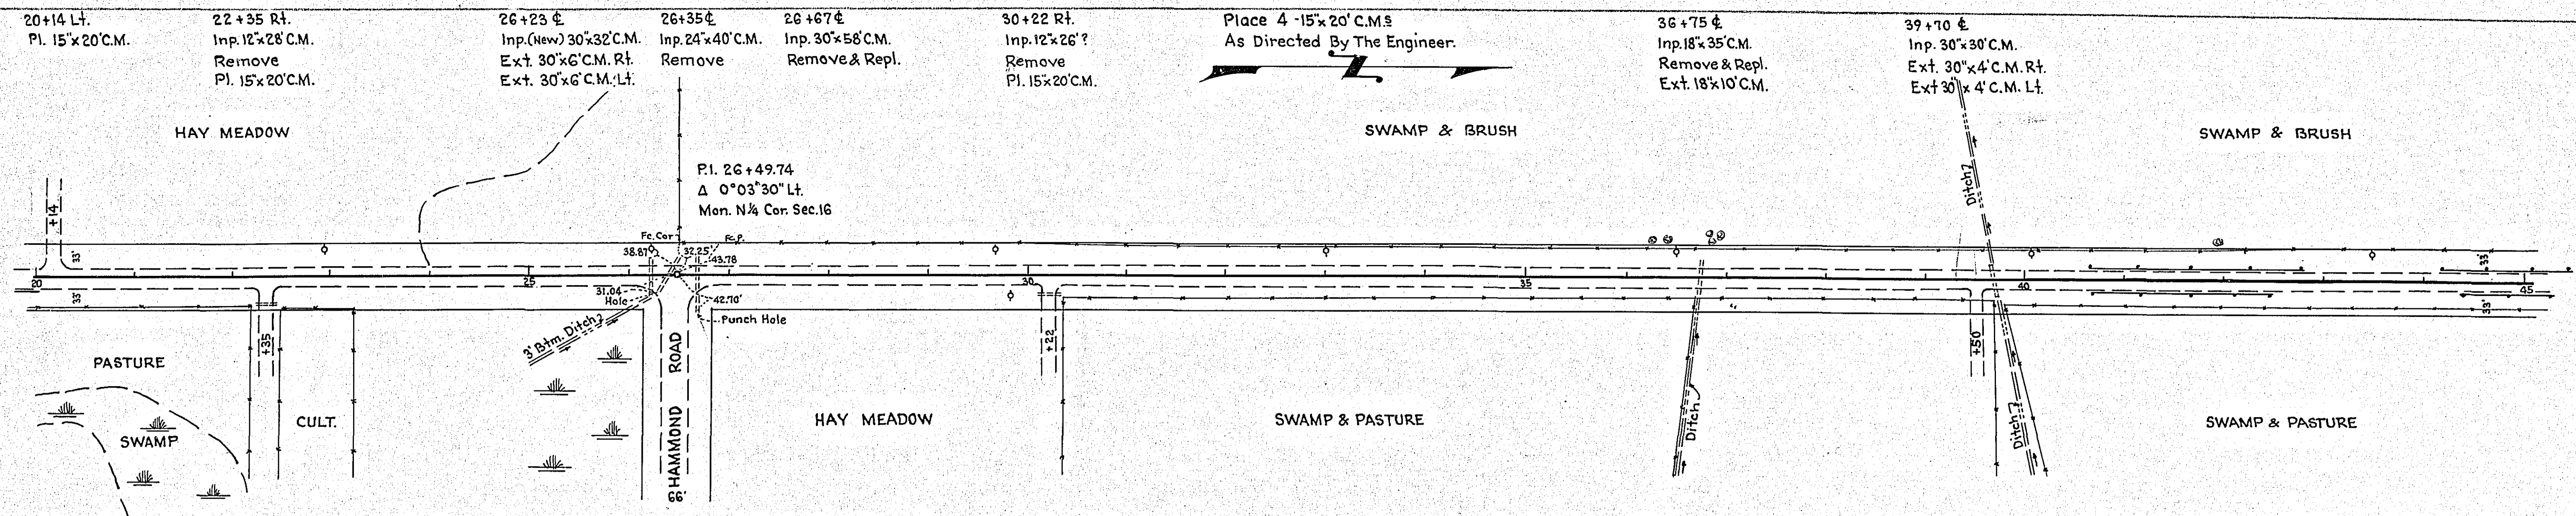 20+14 Lt.
Pl. 15"x20'C.M.
22+35 Rt.
Inp. 12"x28'C.M.
Remove
Pl. 15"x20'C.M.
26+23 ℄
Inp.(New) 30"x32'C.M.
Ext. 30"x6'C.M. Rt.
Ext. 30"x6'C.M. Lt.
26+35 ℄
Inp. 24"x40'C.M.
Remove
26+67 ℄
Inp. 30"x58'C.M.
Remove & Repl.
30+22 Rt.
Inp. 12"x26'?
Remove
Pl. 15"x20'C.M.
Place 4 -15"x20' C.M.s
As Directed By The Engineer.
36+75 ℄
Inp. 18"x35'C.M.
Remove & Repl.
Ext. 18"x10'C.M.
39+70 ℄
Inp. 30"x30'C.M.
Ext. 30"x4'C.M. Rt.
Ext 30"x4'C.M. Lt.
HAY MEADOW
SWAMP & BRUSH
SWAMP & BRUSH
P.I. 26+49.74
Δ 0°03'30" Lt.
Mon. N¼ Cor. Sec.16
+14
Ditch
Fc. Cor
Fc.P.
38.87
32.25'
43.78
33'
33'
20
25
30
35
40
45
33'
33'
31.04
Hole
42.70'
Punch Hole
3' Btm. Ditch
+35
ROAD
HAMMOND
66'
+22
+50
PASTURE
SWAMP
CULT.
HAY MEADOW
SWAMP & PASTURE
Ditch
Ditch
SWAMP & PASTURE